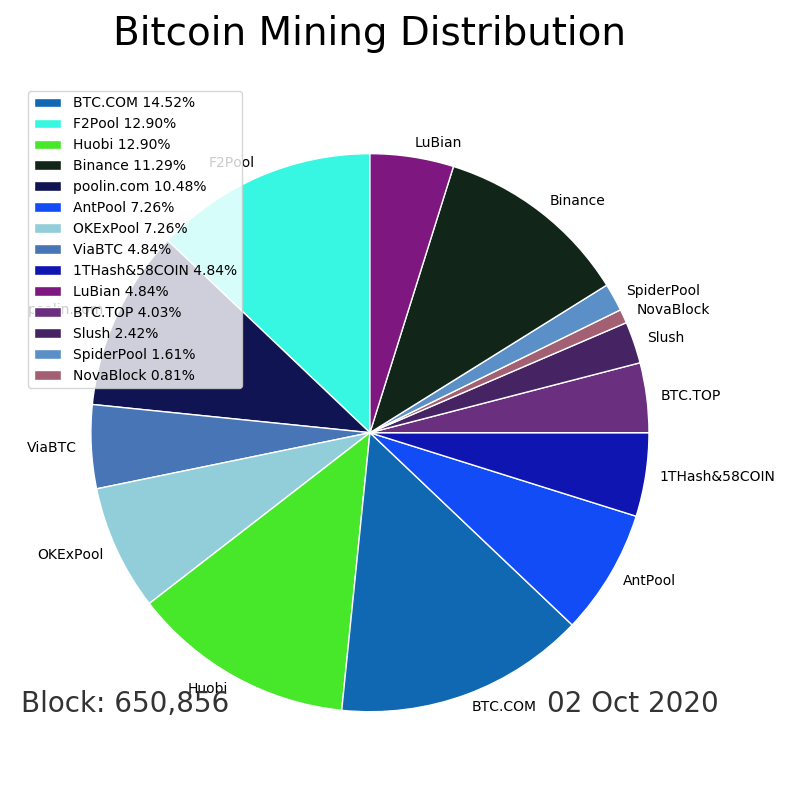 Bitcoin Mining Distribution
BTC.COM 14.52%
F2Pool 12.90%
Huobi 12.90%
Binance 11.29%
poolin.com 10.48%
AntPool 7.26%
OKExPool 7.26%
ViaBTC 4.84%
1THash&58COIN 4.84%
LuBian 4.84%
BTC.TOP 4.03%
Slush 2.42%
SpiderPool 1.61%
NovaBlock 0.81%
LuBian
F2Pool
Binance
SpiderPool
NovaBlock
poolin.com
Slush
BTC.TOP
ViaBTC
1THash&58COIN
OKExPool
AntPool
Huobi
BTC.COM
Block: 650,856
02 Oct 2020